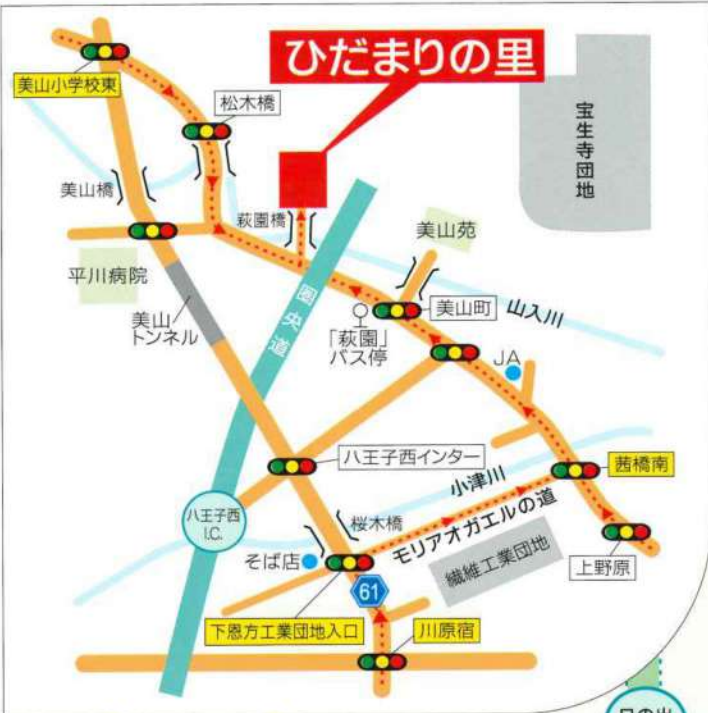 ひだまりの里
美山小学校東
松木橋
宝生寺団地
美山橋
萩園橋
美山苑
平川病院
美山
トンネル
圏央道
「萩園」
バス停
美山町
山入川
JA
八王子西インター
茜橋南
小津川
八王子西
I.C.
桜木橋
モリアオガエルの道
そば店
繊維工業団地
上野原
61
下恩方工業団地入口
川原宿